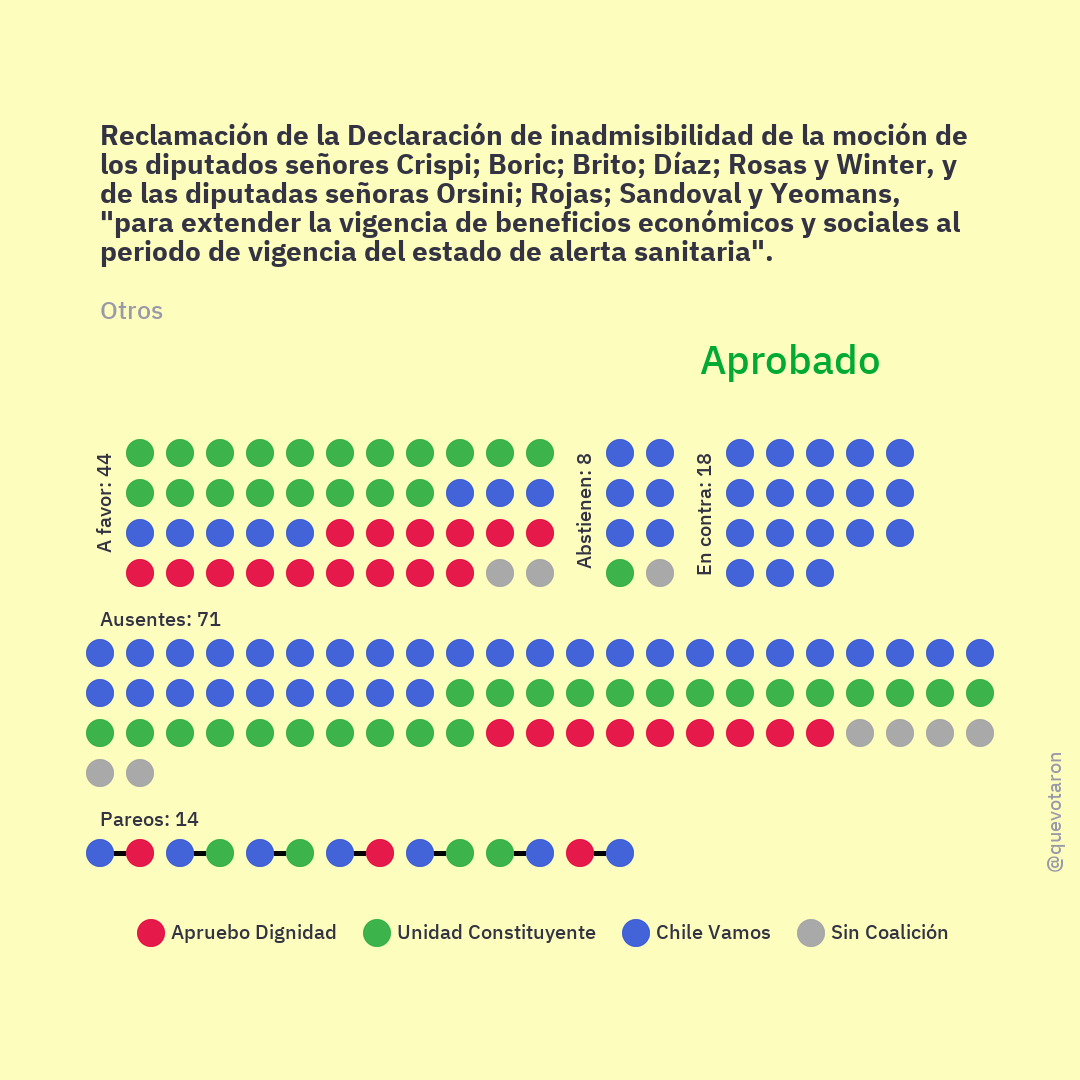 Reclamación de la Declaración de inadmisibilidad de la moción de
los diputados señores Crispi; Boric; Brito; Díaz; Rosas y Winter, y
de las diputadas señoras Orsini; Rojas; Sandoval y Yeomans,
"para extender la vigencia de beneficios económicos y sociales al
periodo de vigencia del estado de alerta sanitaria".
Otros
Aprobado
A favor: 44
Abstienen: 8
En contra: 18
Ausentes: 71
Pareos: 14
@quevotaron
Apruebo Dignidad
Unidad Constituyente
Chile Vamos
Sin Coalición